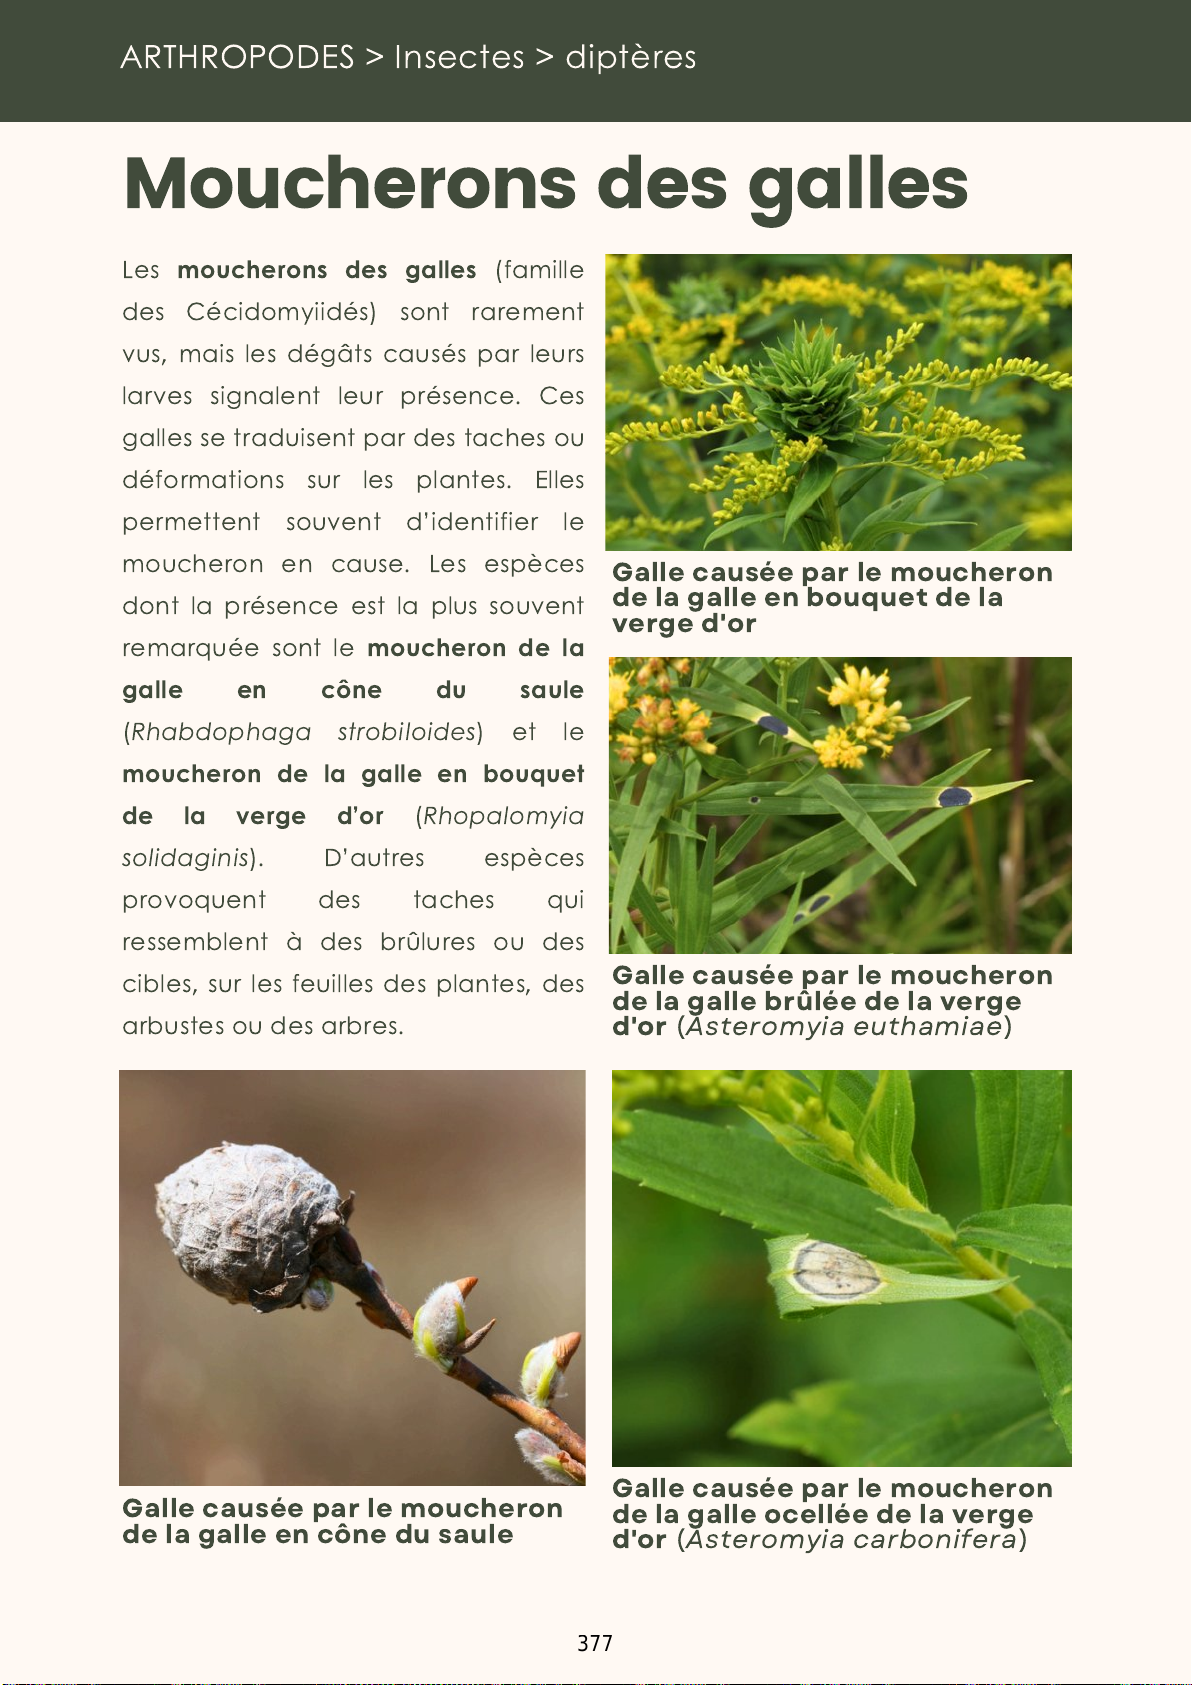 ARTHROPODES > Insectes > diptères
Moucherons des galles
Les moucherons des galles (famille
des Cécidomyiidés) sont rarement
vus, mais les dégâts causés par leurs
larves signalent leur présence. Ces
galles se traduisent par des taches ou
déformations sur les plantes. Elles
permettent souvent d'identifier le
moucheron en cause. Les espèces
dont la présence est la plus souvent
remarquée sont le moucheron de la
galle en cône du saule
(Rhabdophaga strobiloides) et le
moucheron de la galle en bouquet
de la verge d'or (Rhopalomyia
solidaginis). D'autres espèces
provoquent des taches qui
ressemblent à des brûlures ou des
cibles, sur les feuilles des plantes, des
arbustes ou des arbres.
Galle causée par le moucheron
de la galle en bouquet de la
verge d'or
Galle causée par le moucheron
de la galle brûlée de la verge
d'or (Asteromyia euthamiae)
Galle causée par le moucheron
de la galle en cône du saule
Galle causée par le moucheron
de la galle ocellée de la verge
d'or (Asteromyia carbonifera)
377